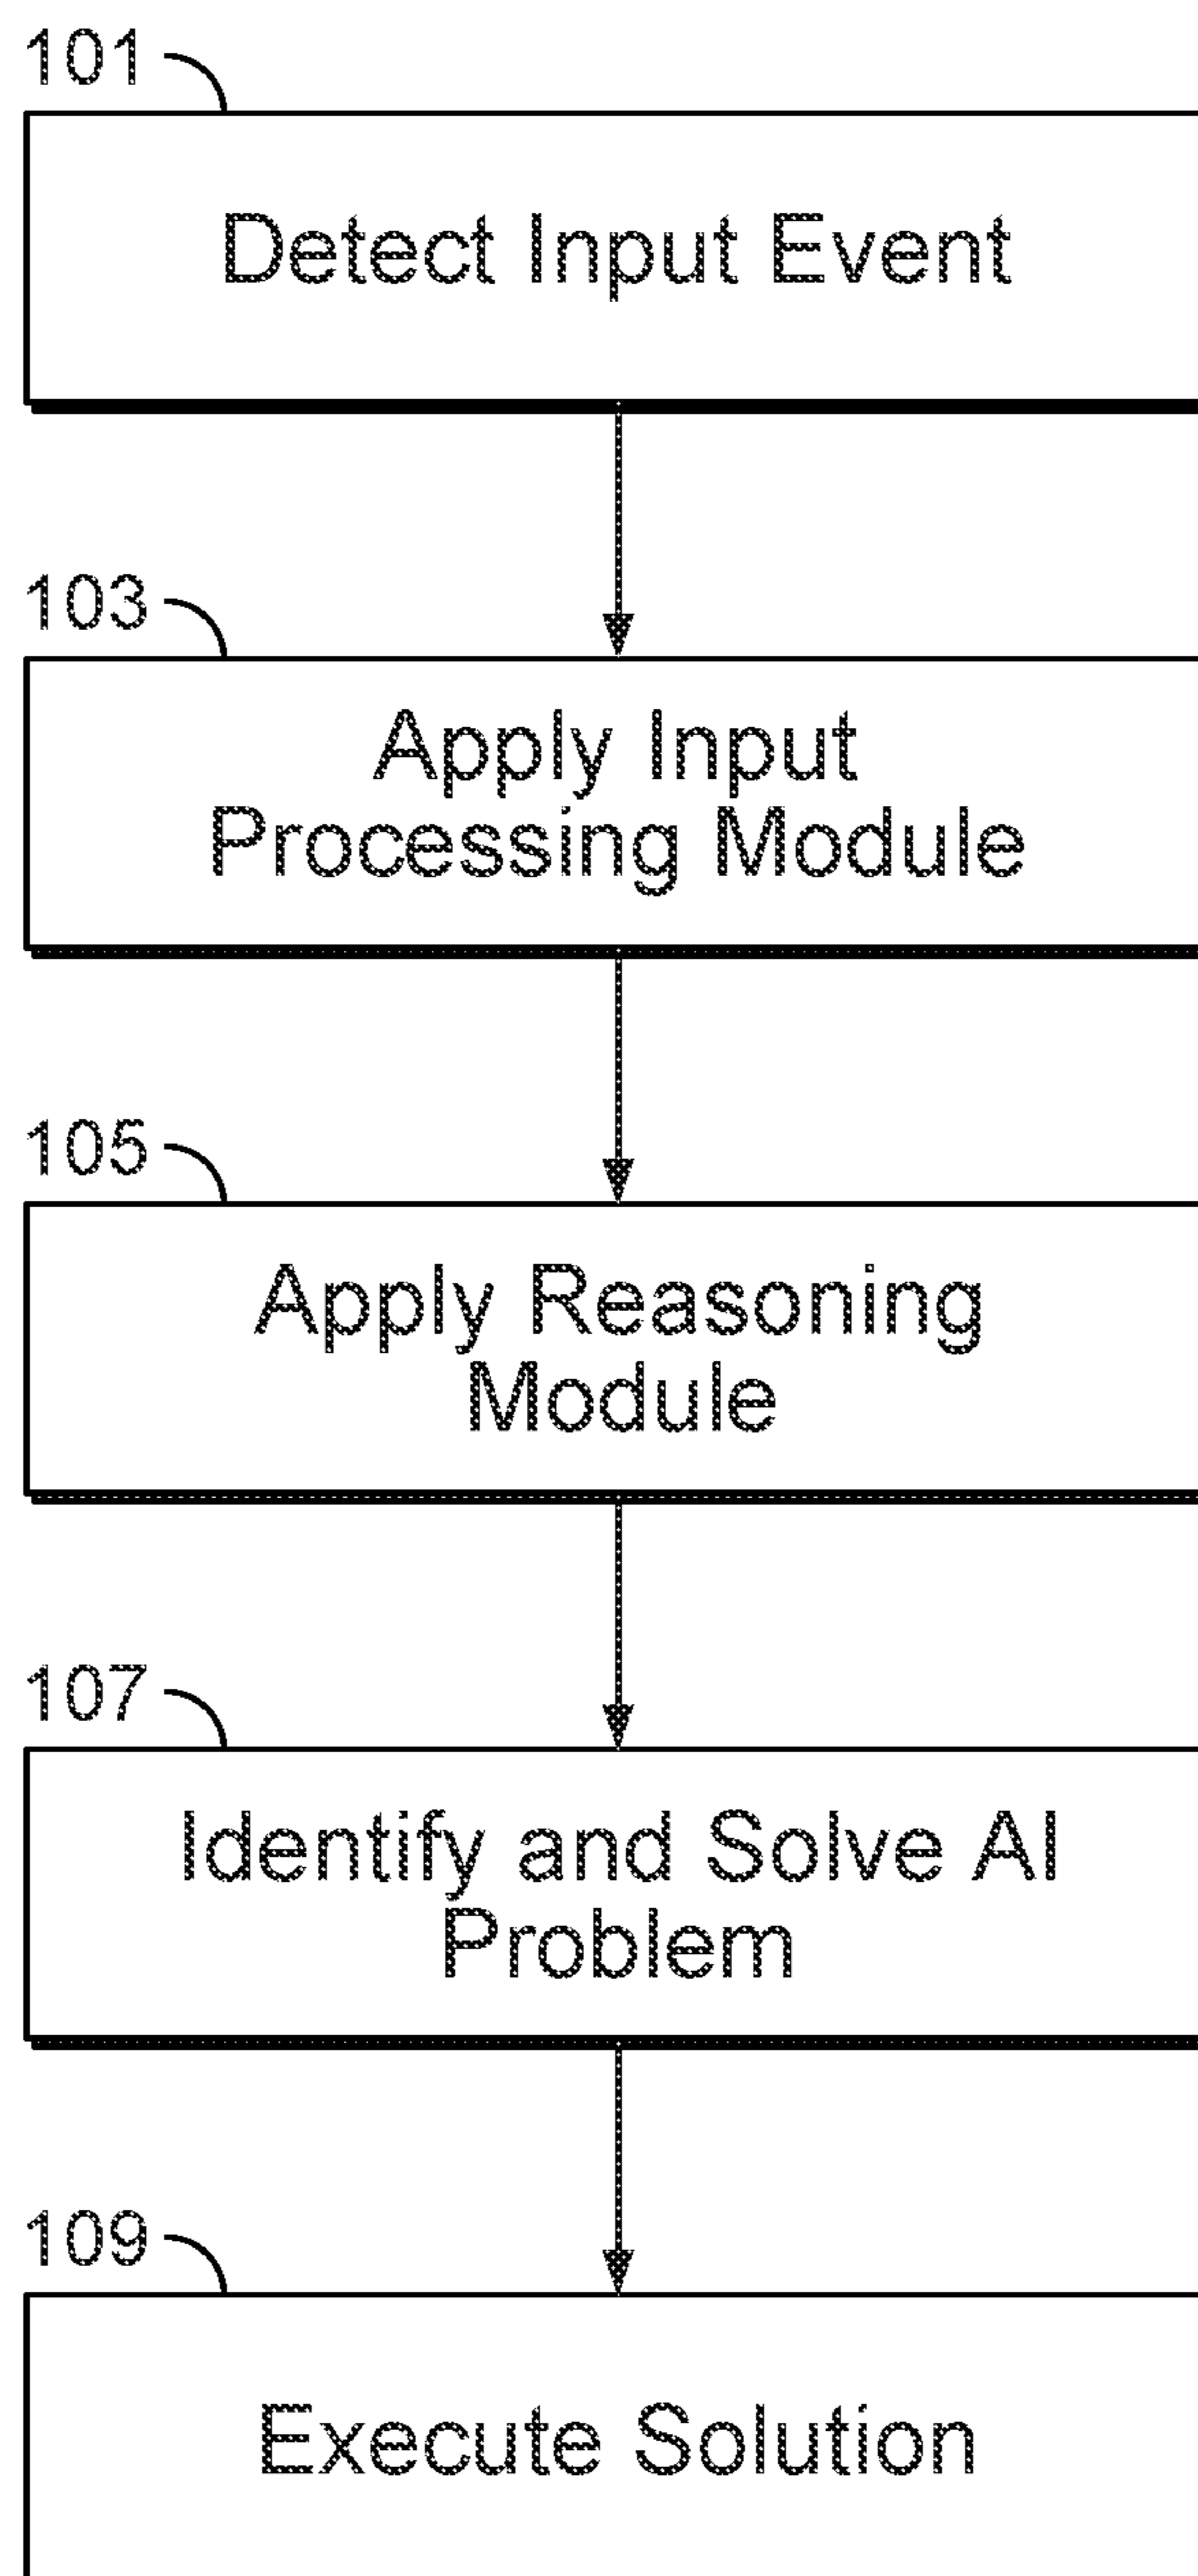 101
Detect Input Event
103
Apply Input
Processing Module
105
Apply Reasoning
Module
107
Identify and Solve AI
Problem
109
Execute Solution